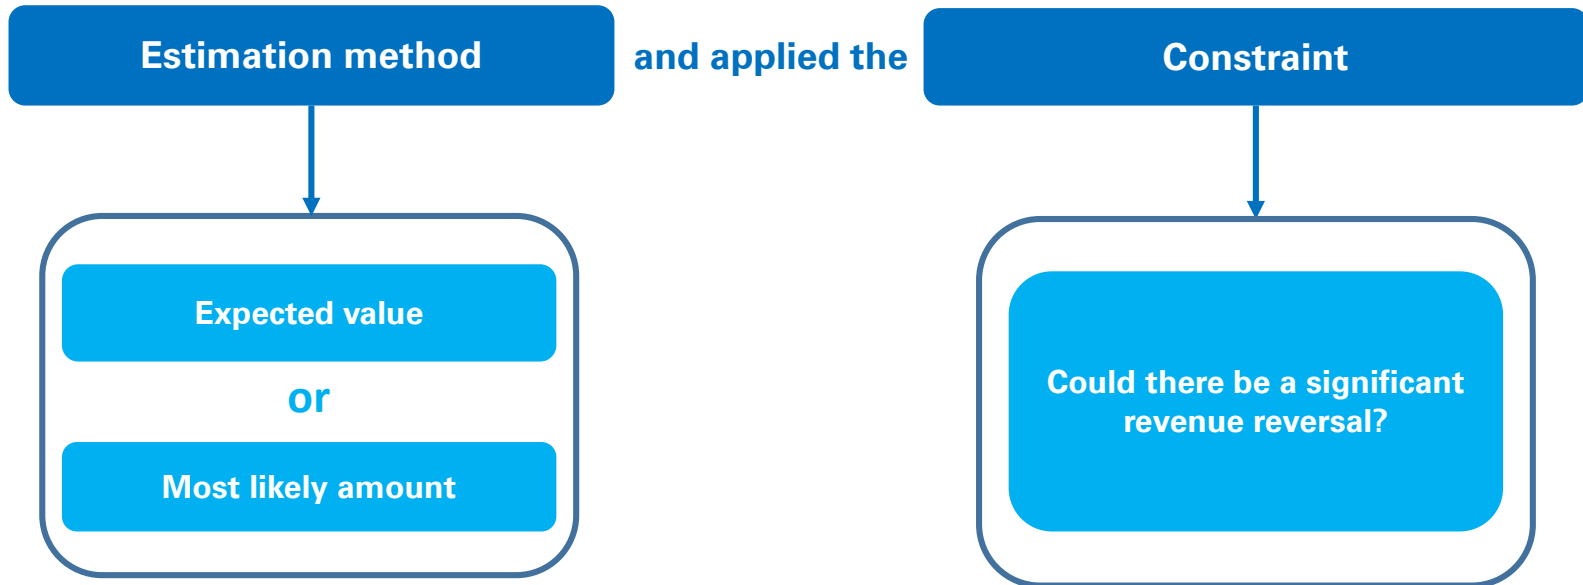 Estimation method
and applied the
Constraint
Expected value
or
Most likely amount
Could there be a significant
revenue reversal?